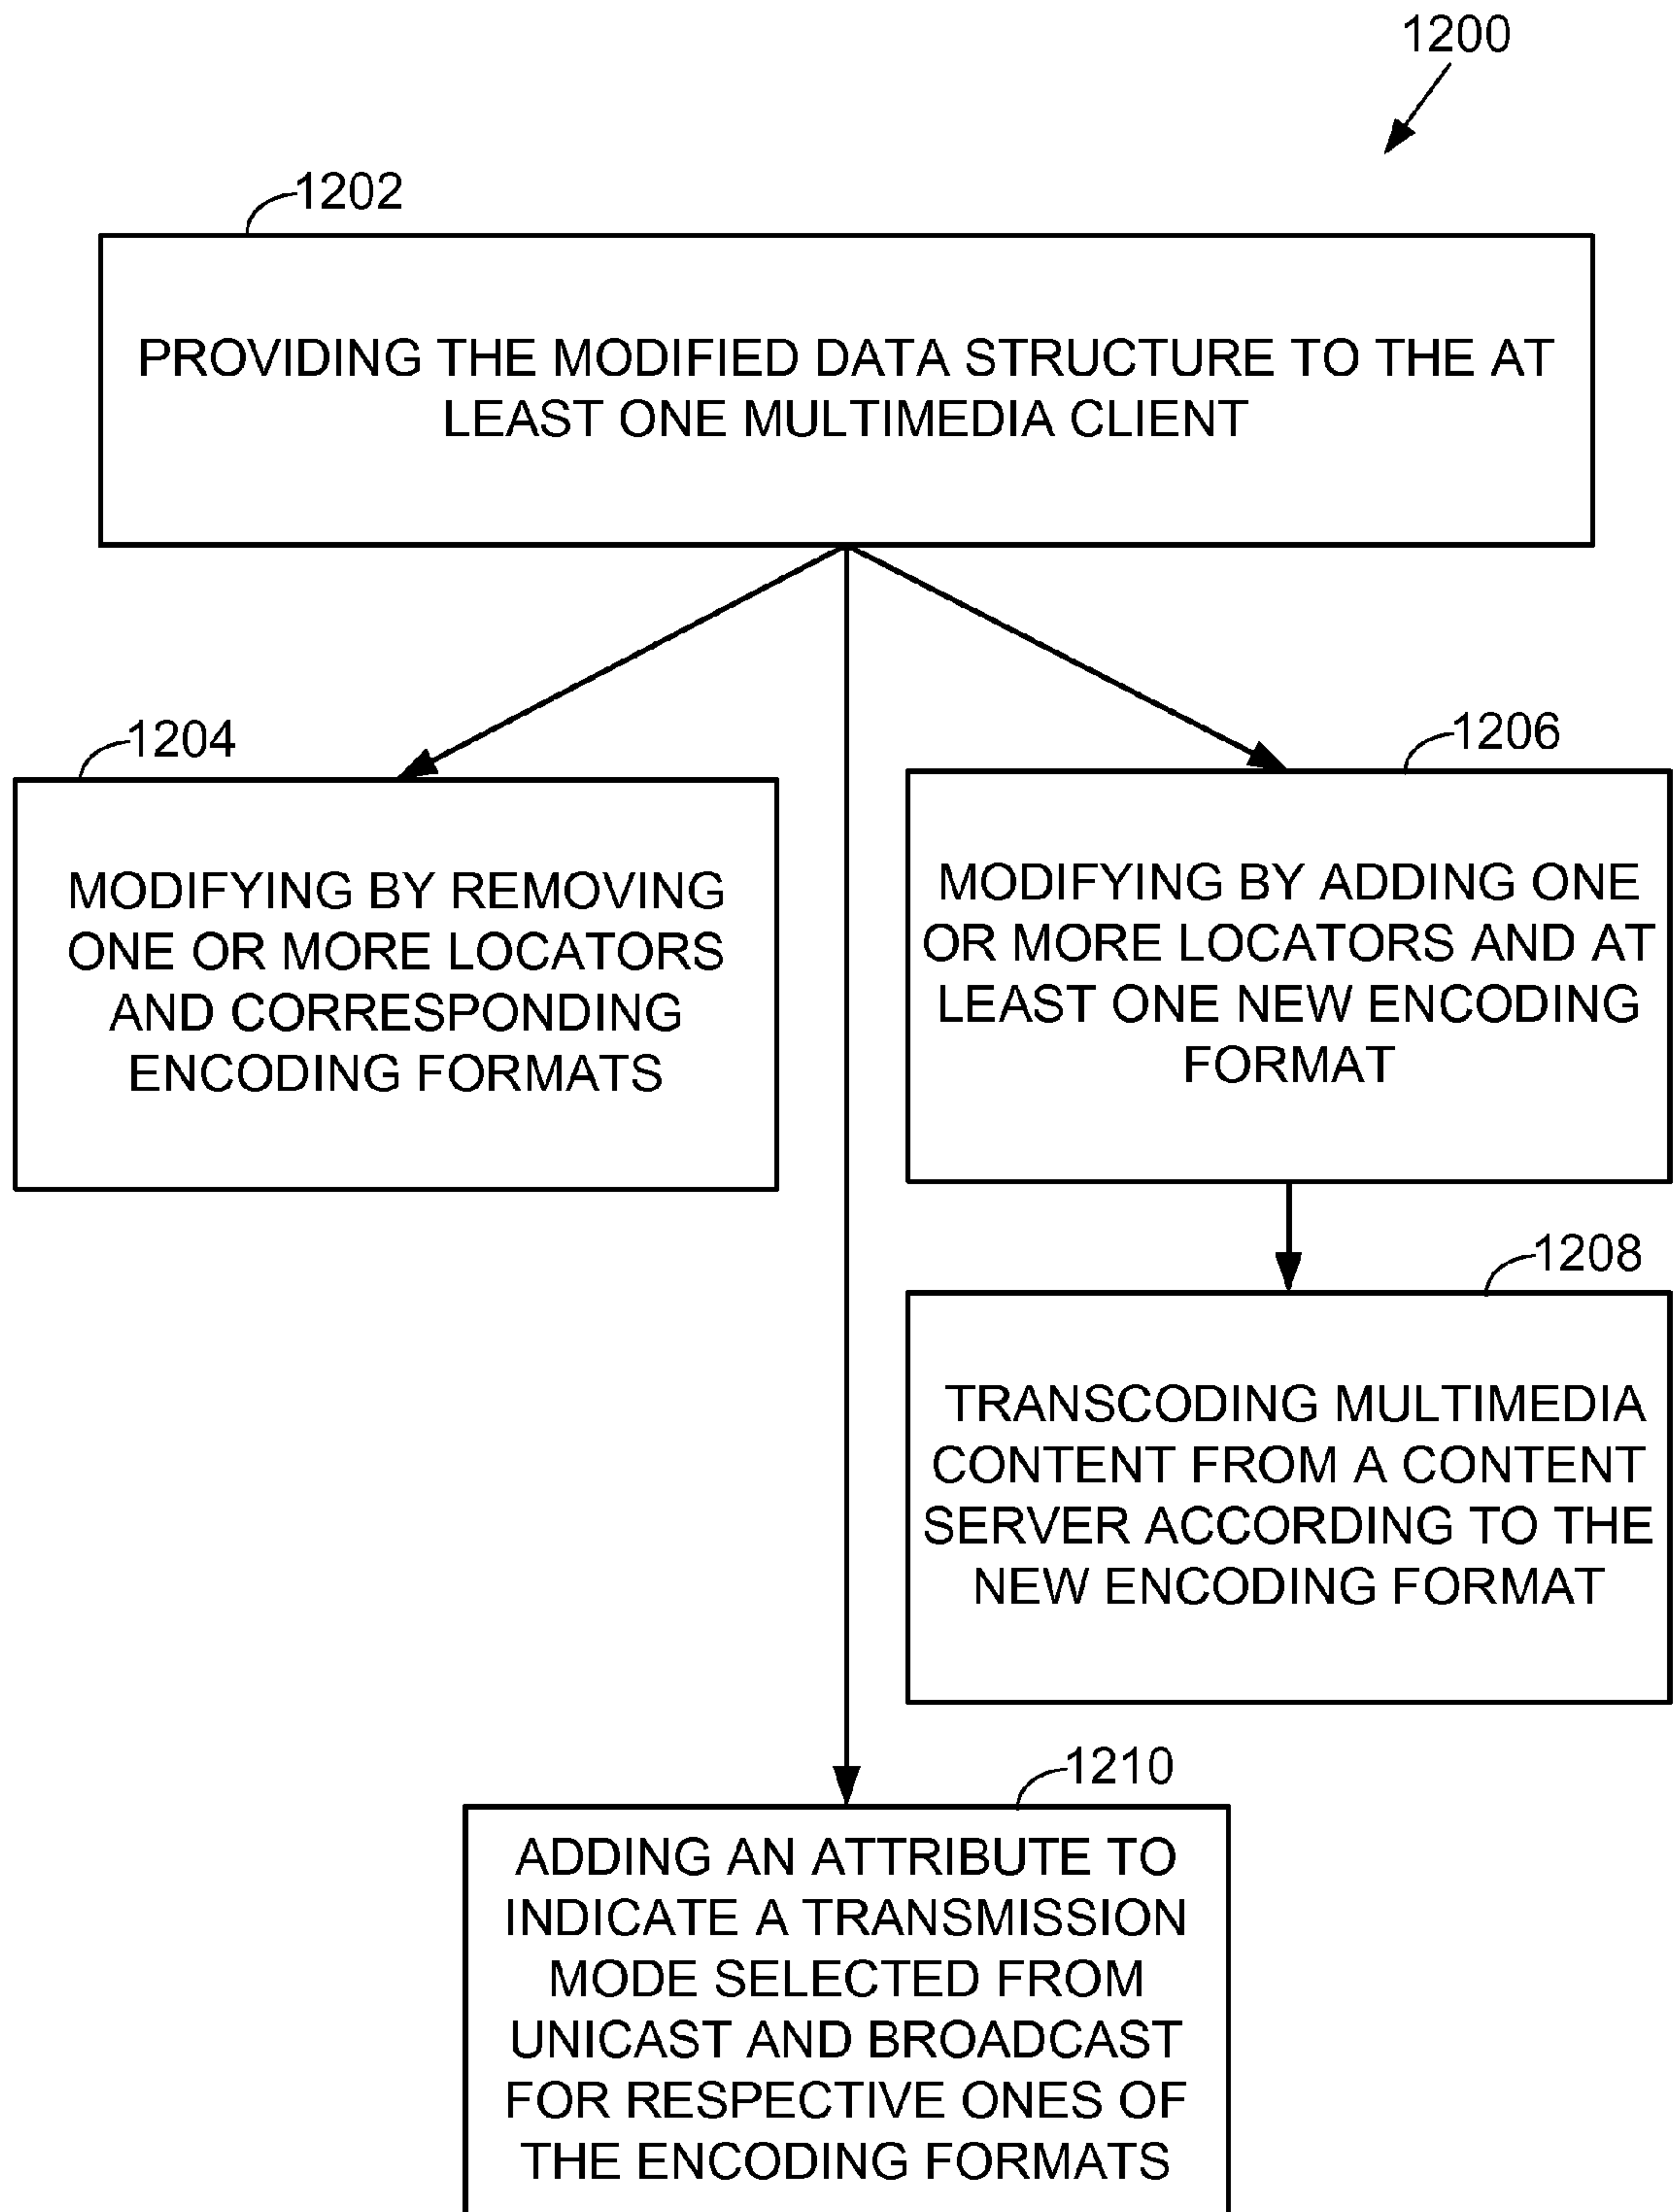 1200
1202
PROVIDING THE MODIFIED DATA STRUCTURE TO THE AT
LEAST ONE MULTIMEDIA CLIENT
1204
MODIFYING BY REMOVING
ONE OR MORE LOCATORS
AND CORRESPONDING
ENCODING FORMATS
1206
MODIFYING BY ADDING ONE
OR MORE LOCATORS AND AT
LEAST ONE NEW ENCODING
FORMAT
1208
TRANSCODING MULTIMEDIA
CONTENT FROM A CONTENT
SERVER ACCORDING TO THE
NEW ENCODING FORMAT
1210
ADDING AN ATTRIBUTE TO
INDICATE A TRANSMISSION
MODE SELECTED FROM
UNICAST AND BROADCAST
FOR RESPECTIVE ONES OF
THE ENCODING FORMATS